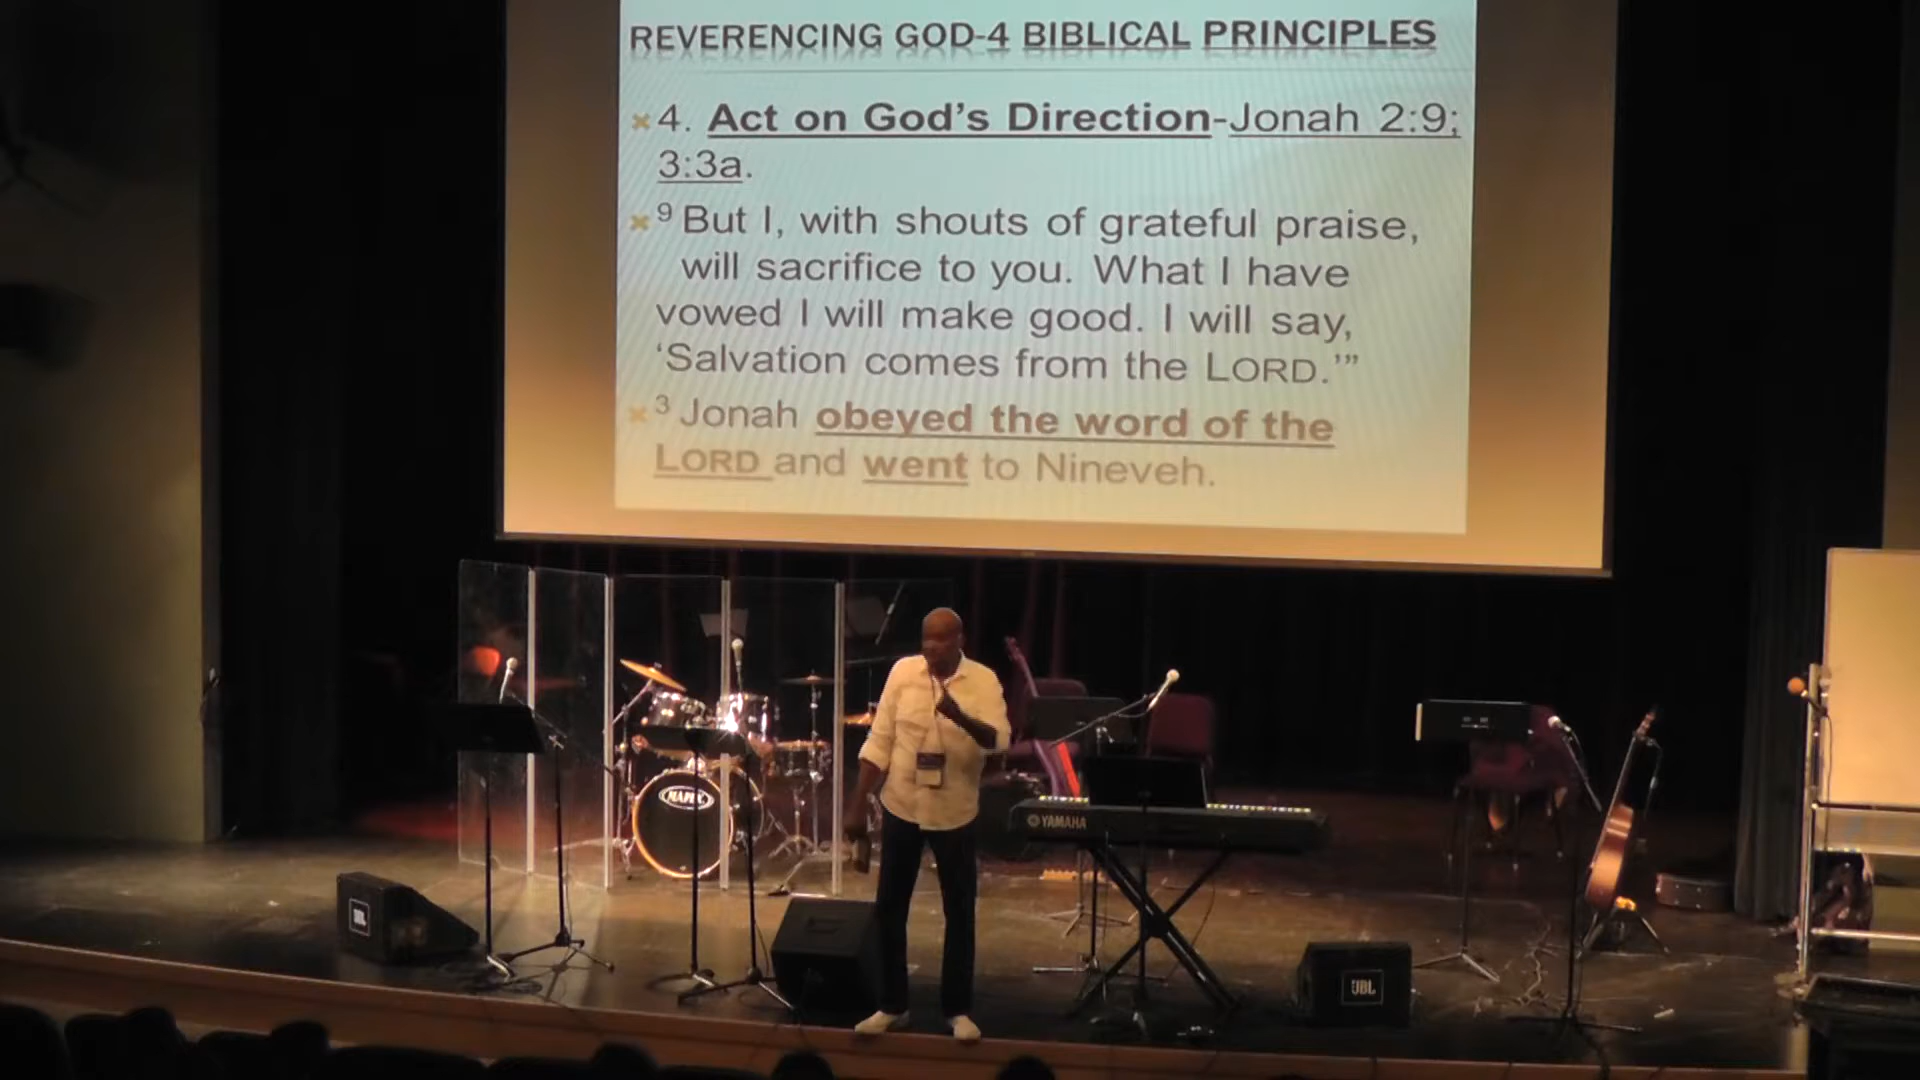 REVERENCING GOD-4 BIBLICAL PRINCIPLES
4. Act on God's Direction-Jonah 2:9;
3:3a.
9 But I, with shouts of grateful praise,
will sacrifice to you. What I have
vowed I will make good. I will say,
‘Salvation comes from the LORD.’”
3 Jonah obeyed the word of the
LORD and went to Nineveh.
MAPEX
YAMAHA
JBL
JBL